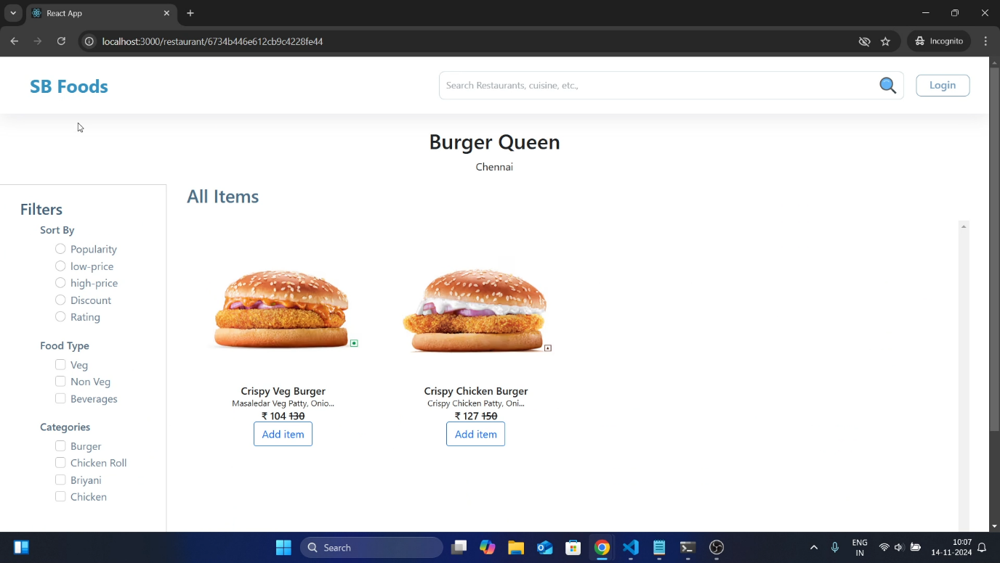 React App
localhost:3000/restaurant/6734b446e612cb9c4228fe44
Incognito
SB Foods
Search Restaurants, cuisine, etc.,
Login
Burger Queen
Chennai
Filters
Sort By
Popularity
low-price
high-price
Discount
Rating
Food Type
Veg
Non Veg
Beverages
Categories
Burger
Chicken Roll
Briyani
Chicken
All Items
Crispy Veg Burger
Masaledar Veg Patty, Onio...
₹ 104 130
Add item
Crispy Chicken Burger
Crispy Chicken Patty, Oni...
₹ 127 150
Add item
Search
ENG
IN
10:07
14-11-2024